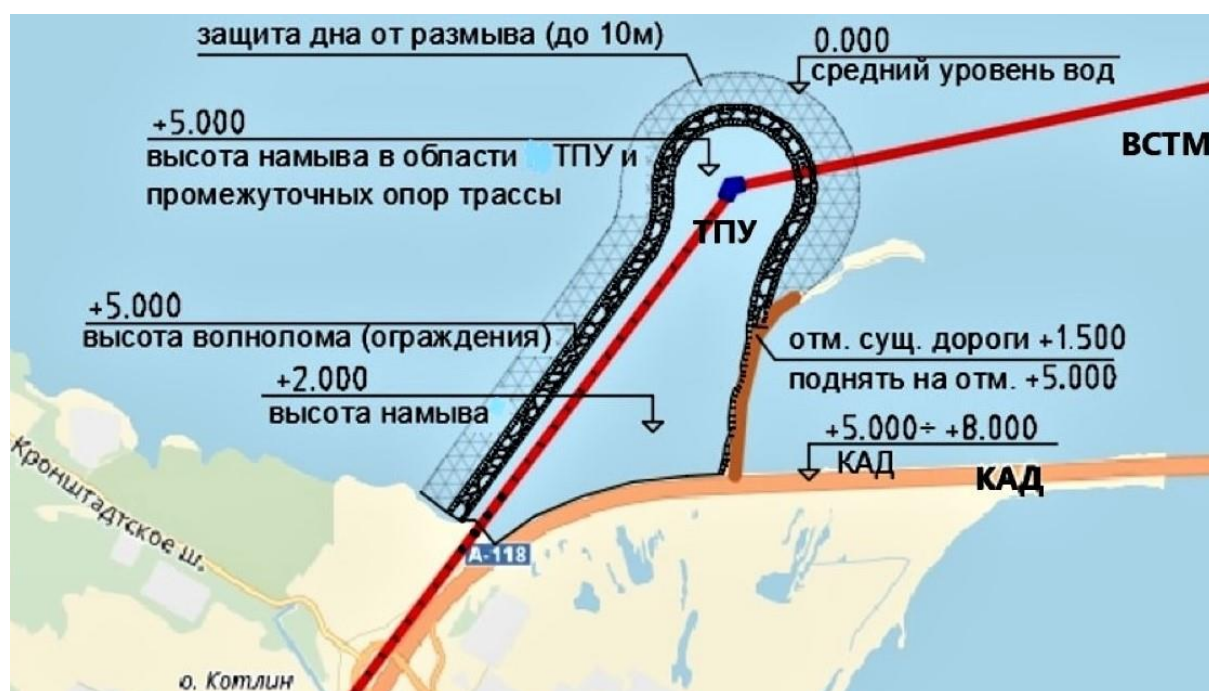 защита дна от размыва (до 10м)
0.000
средний уровень вод
+5.000
высота намыва в области ТПУ и
промежуточных опор трассы
ВСТМ
ТПУ
+5.000
высота волнолома (ограждения)
отм. сущ. дороги +1.500
поднять на отм. +5.000
+2.000
высота намыва
+5.000÷ +8.000
КАД
КАД
Кронштадтское ш.
А-118
о. Котлин